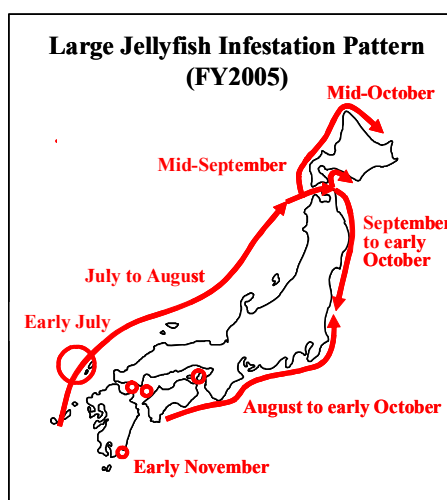 Large Jellyfish Infestation Pattern
(FY2005)
Mid-October
Mid-September
September
to early
October
July to August
Early July
August to early October
Early November